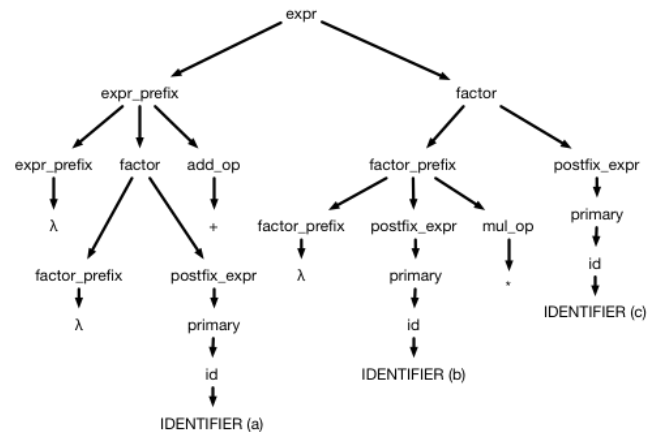 expr
expr_prefix factor
expr_prefix factor add_op factor_prefix postfix_expr
λ + factor_prefix postfix_expr mul_op primary
factor_prefix postfix_expr λ primary * id
λ primary id IDENTIFIER (c)
id IDENTIFIER (b)
IDENTIFIER (a)